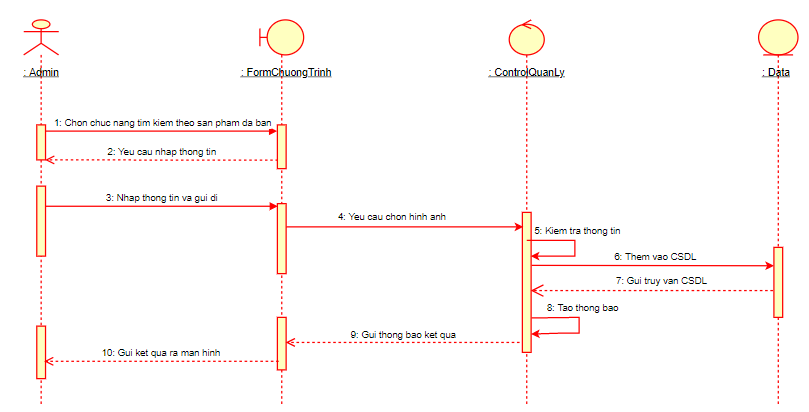 : Admin
: FormChuongTrinh
: ControlQuanLy
: Data
1: Chon chuc nang tim kiem theo san pham da ban
2: Yeu cau nhap thong tin
3: Nhap thong tin va gui di
4: Yeu cau chon hinh anh
5: Kiem tra thong tin
6: Them vao CSDL
7: Gui truy van CSDL
8: Tao thong bao
9: Gui thong bao ket qua
10: Gui ket qua ra man hinh